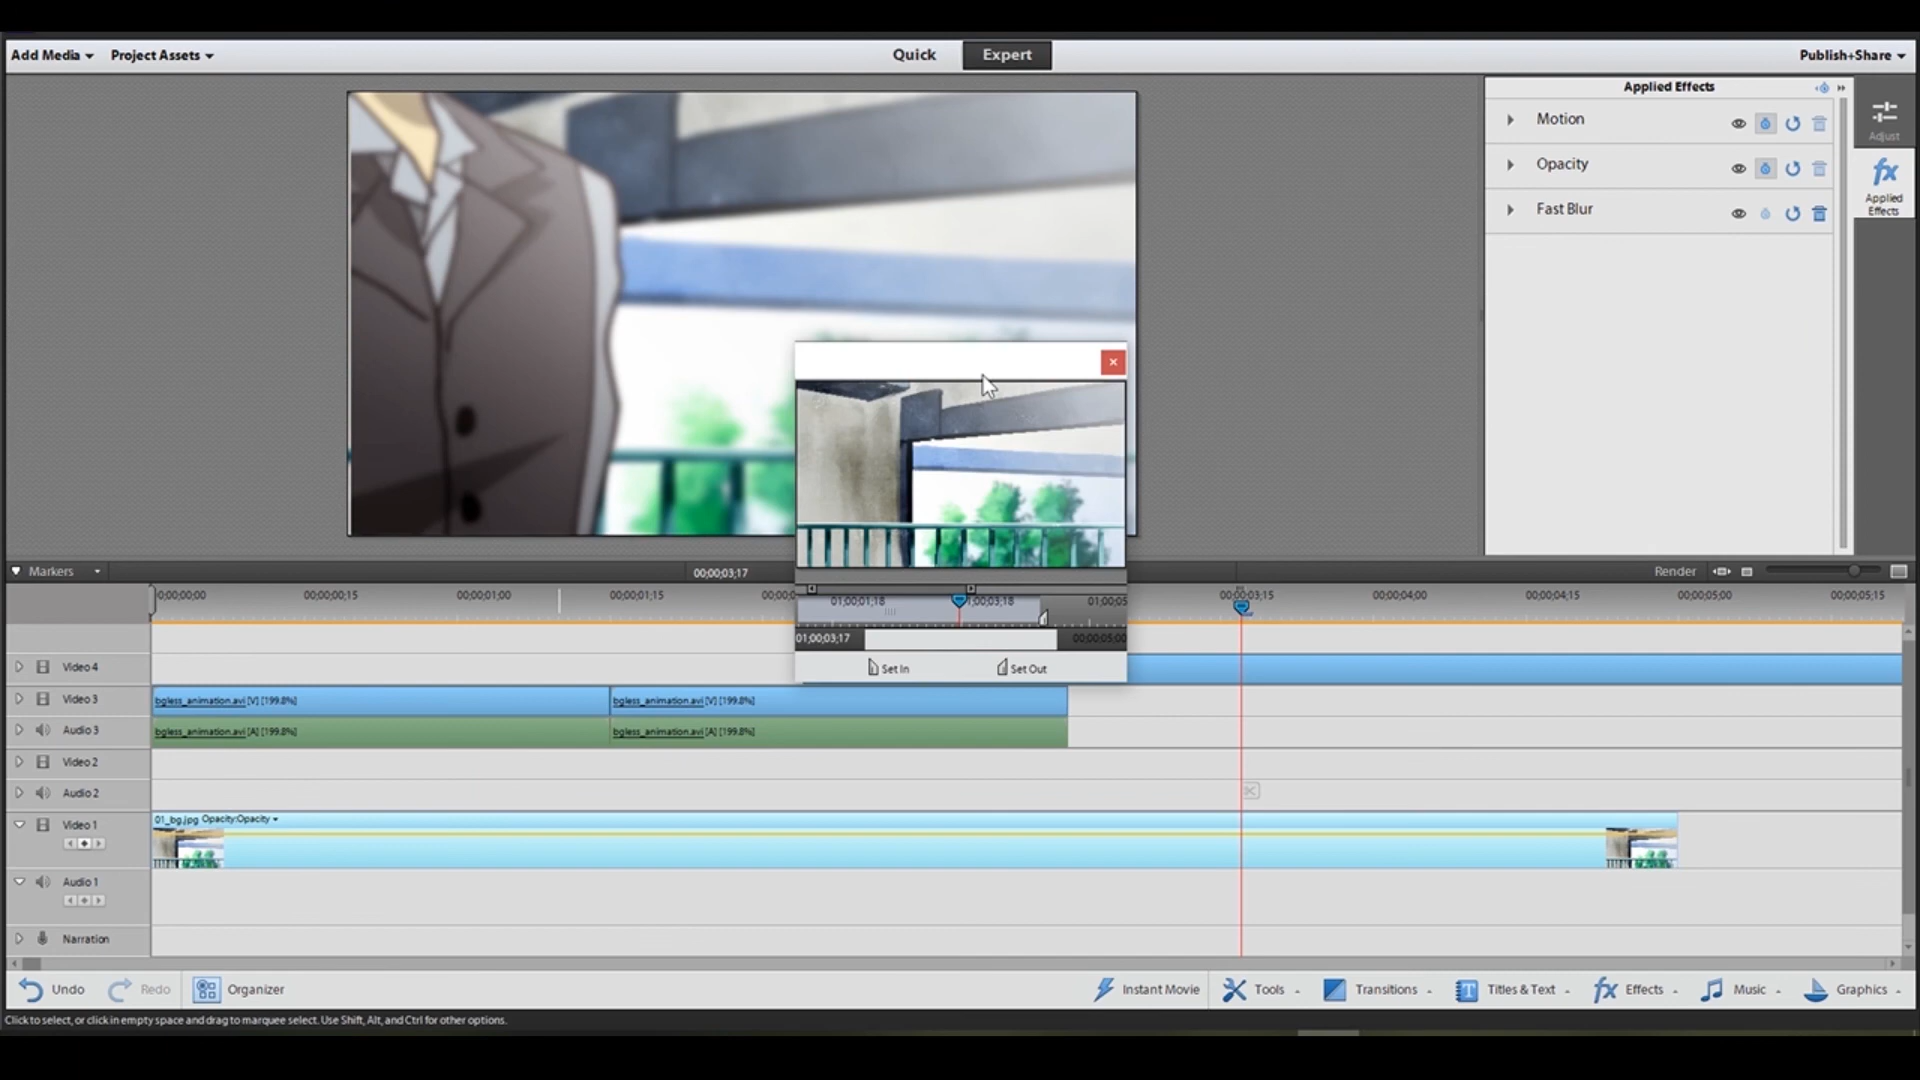 Add Media Project Assets Quick Expert Publish+Share
Applied Effects
Motion
Opacity
Fast Blur
Adjust
Applied
Effects
Markers 00;00;03;17 Render
00;00;00;00 00;00;00;15 00;00;01;00 00;00;01;15 00;00;03;15 00;00;04;00 00;00;04;15 00;00;05;00 00;00;05;15
01;00;01;18 1;00;03;18 01;00;05
01;00;03;17 00;00;05;00
Set In Set Out
Video 4
Video 3 bgless_animation.avi [V] [199.8%] bgless_animation.avi [V] [199.8%]
Audio 3 bgless_animation.avi [A] [199.8%] bgless_animation.avi [A] [199.8%]
Video 2
Audio 2
Video 1 01_bg.jpg Opacity:Opacity
Audio 1
Narration
Undo Redo Organizer Instant Movie Tools Transitions Titles & Text Effects Music Graphics
Click to select, or click in empty space and drag to marquee select. Use Shift, Alt, and Ctrl for other options.